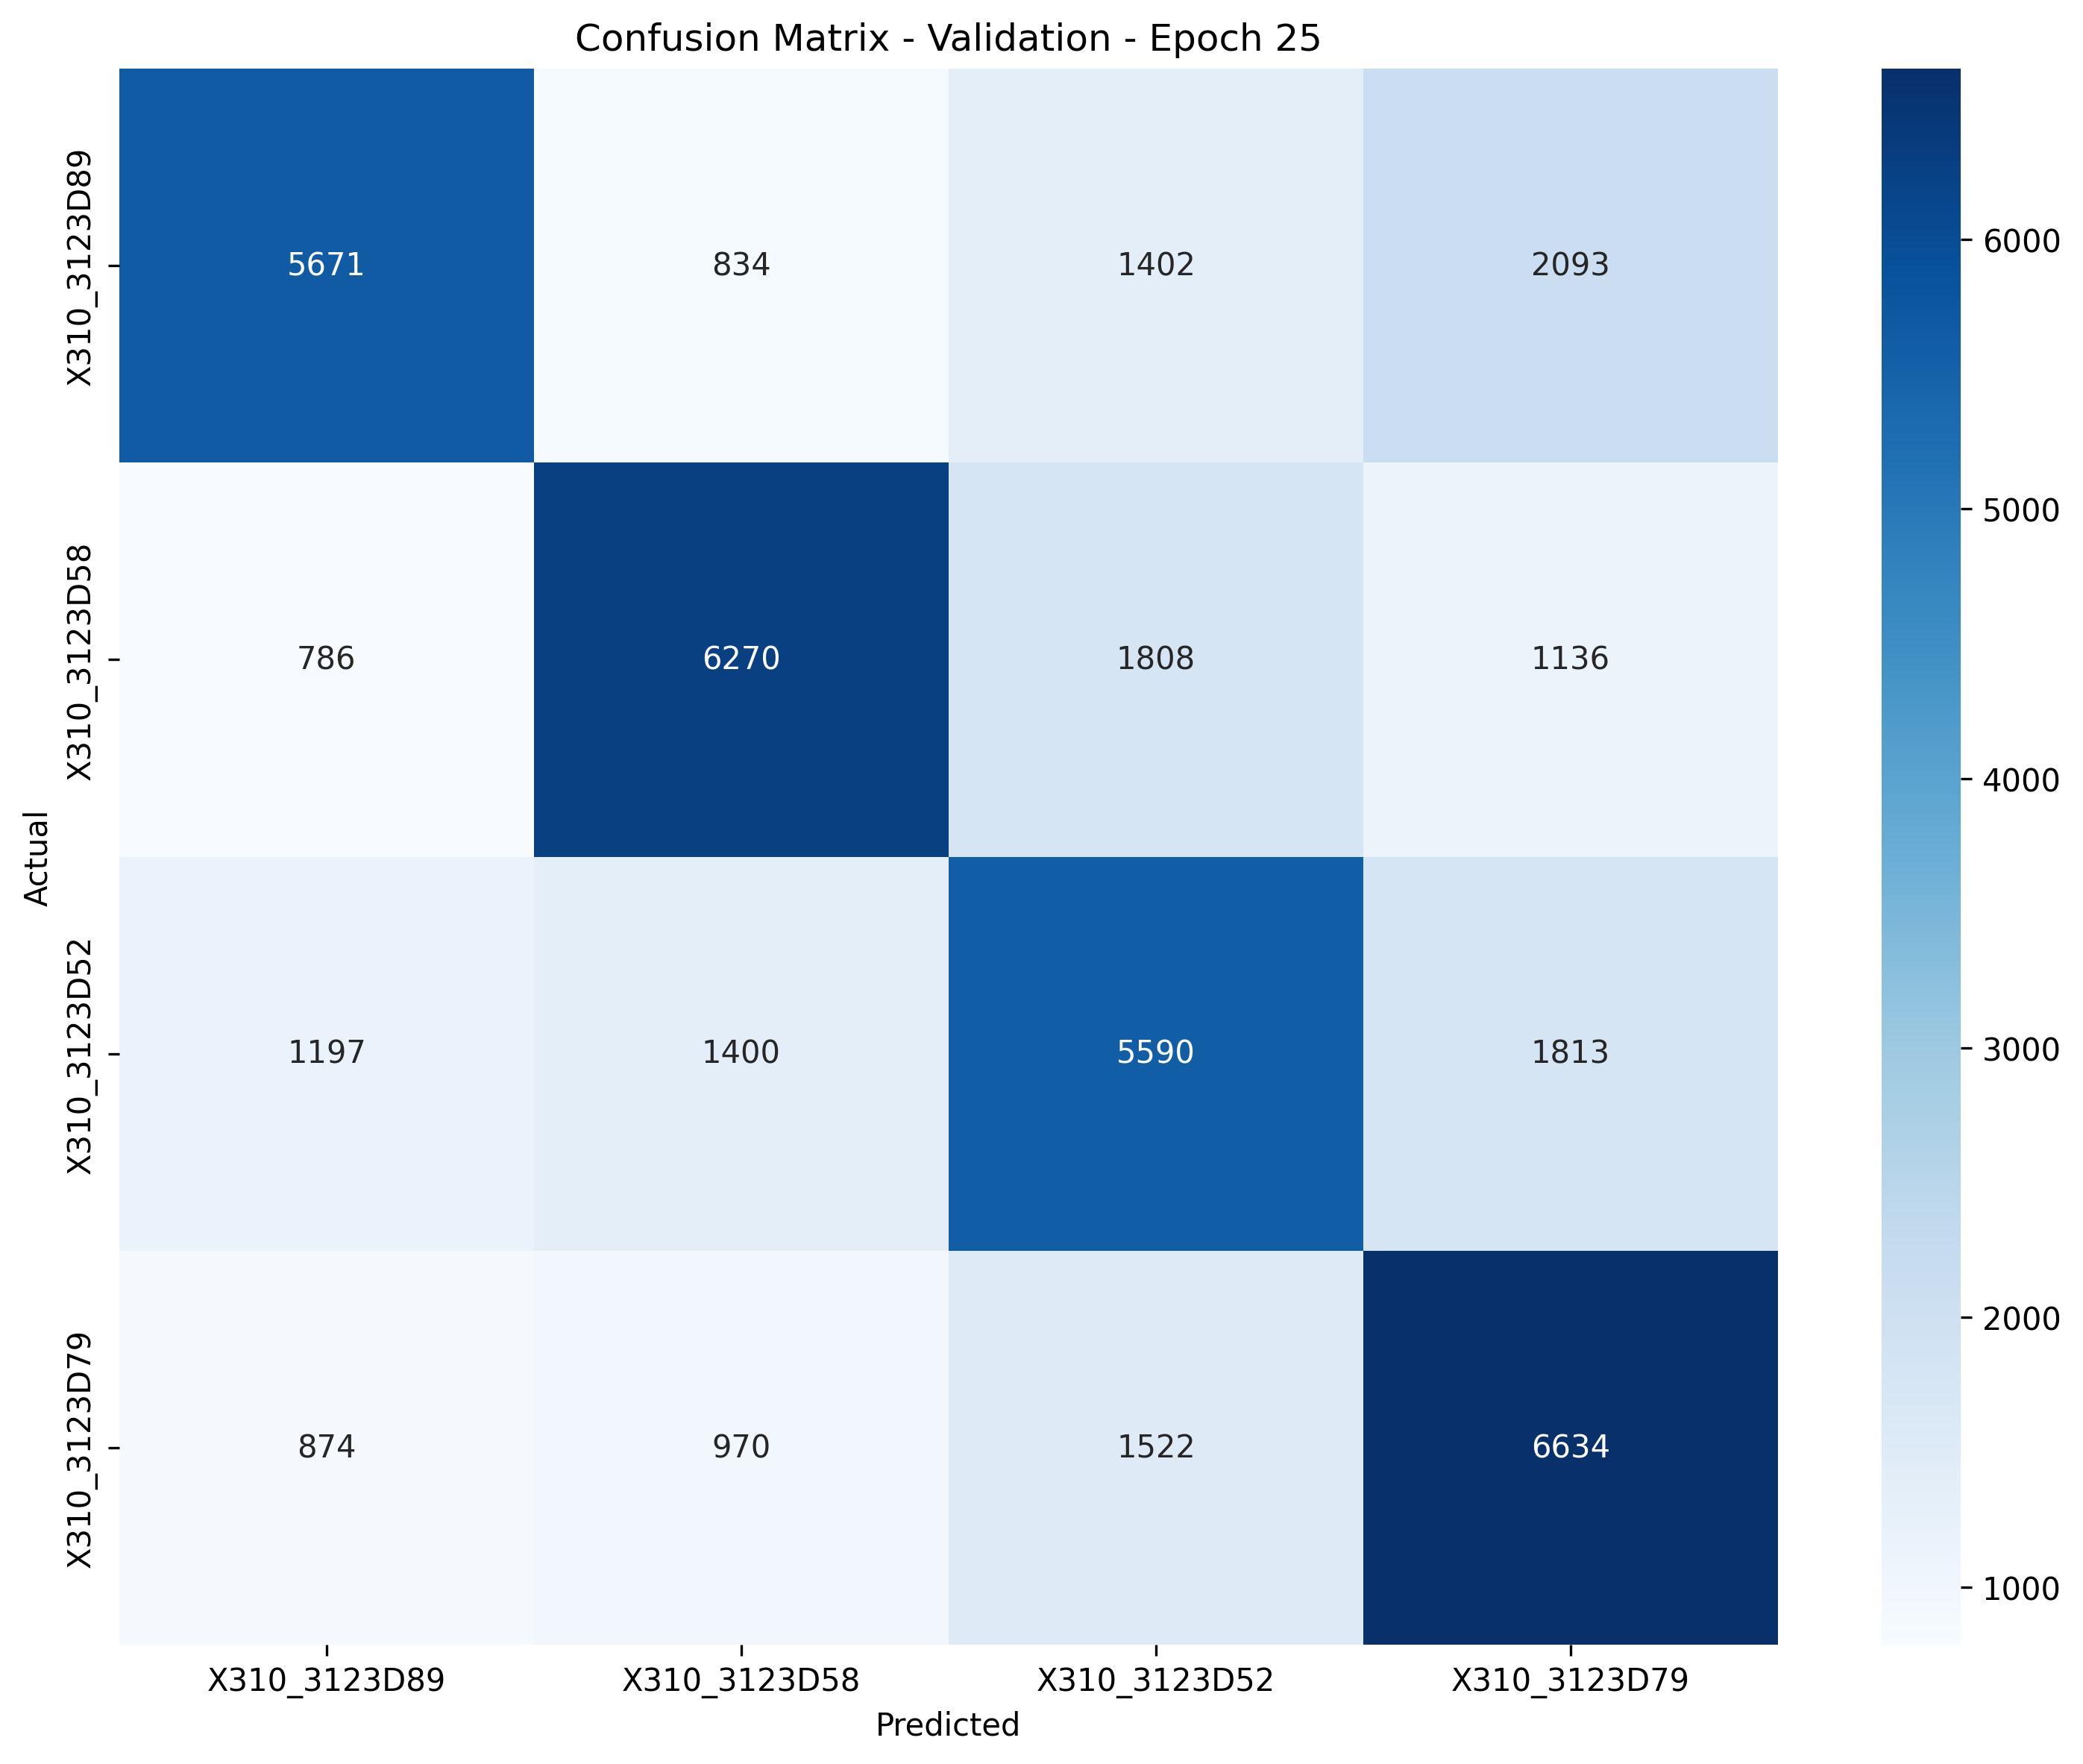 Confusion Matrix - Validation - Epoch 25
Actual
X310_3123D89
5671 834 1402 2093
X310_3123D58
786 6270 1808 1136
X310_3123D52
1197 1400 5590 1813
X310_3123D79
874 970 1522 6634
X310_3123D89 X310_3123D58 X310_3123D52 X310_3123D79
Predicted
6000
5000
4000
3000
2000
1000